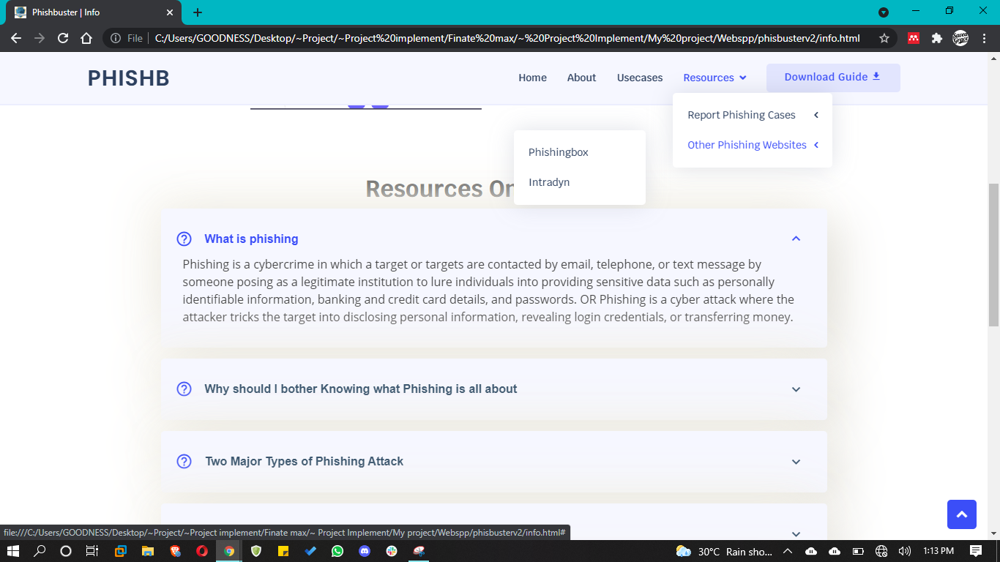 Phishbuster | Info
File
C:/Users/GOODNESS/Desktop/~Project/~Project%20implement/Finate%20max/~%20Project%20Implement/My%20project/Webspp/phisbusterv2/info.html
PHISHB
Home
About
Usecases
Resources
Download Guide
Report Phishing Cases
Other Phishing Websites
Phishingbox
Intradyn
Resources On
What is phishing
Phishing is a cybercrime in which a target or targets are contacted by email, telephone, or text message by
someone posing as a legitimate institution to lure individuals into providing sensitive data such as personally
identifiable information, banking and credit card details, and passwords. OR Phishing is a cyber attack where the
attacker tricks the target into disclosing personal information, revealing login credentials, or transferring money.
Why should I bother Knowing what Phishing is all about
Two Major Types of Phishing Attack
file:///C:/Users/GOODNESS/Desktop/~Project/~Project implement/Finate max/~ Project Implement/My project/Webspp/phisbusterv2/info.html#
30°C Rain sho...
1:13 PM